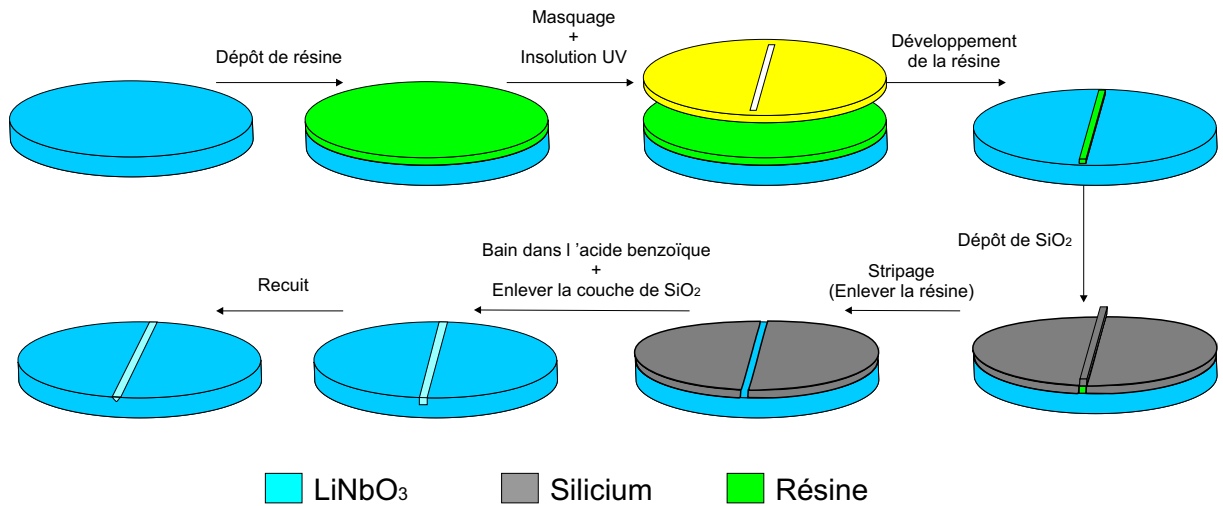 Dépôt de résine
Masquage
+
Insolution UV
Développement
de la résine
Dépôt de SiO2
Stripage
(Enlever la résine)
Bain dans l ’acide benzoïque
+
Enlever la couche de SiO2
Recuit
LiNbO3
Silicium
Résine